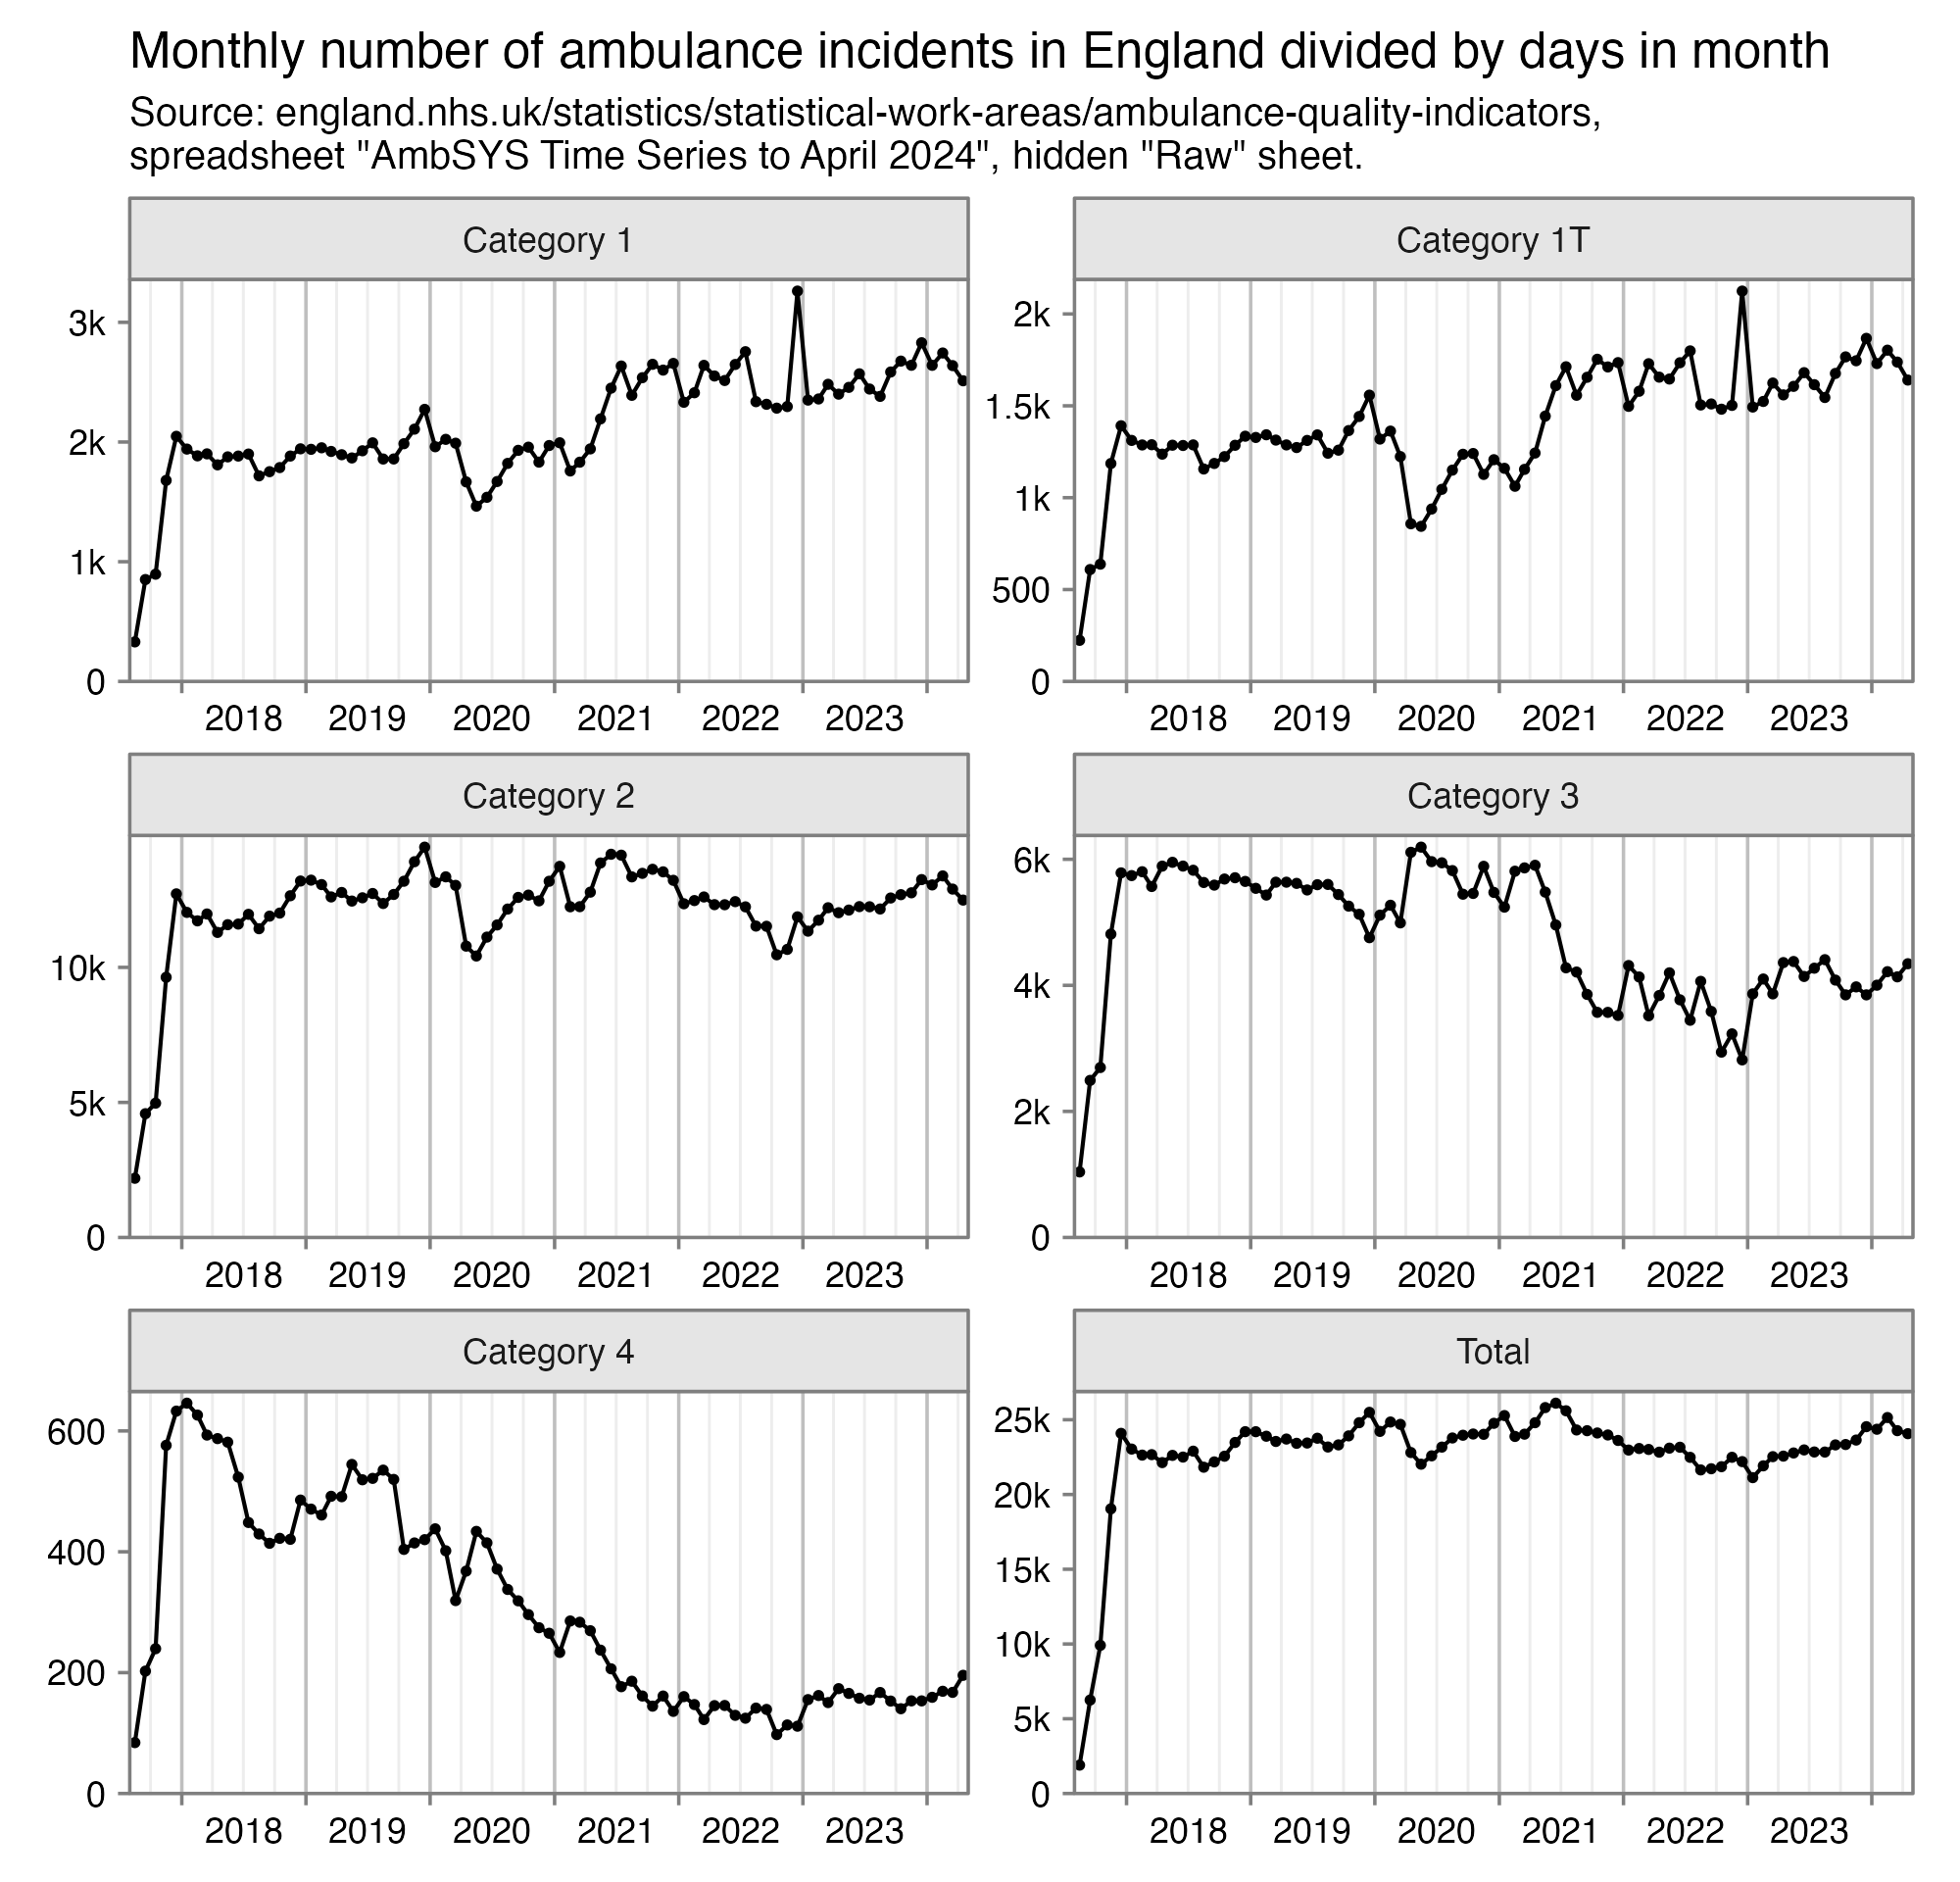 Monthly number of ambulance incidents in England divided by days in month
Source: england.nhs.uk/statistics/statistical-work-areas/ambulance-quality-indicators,
spreadsheet "AmbSYS Time Series to April 2024", hidden "Raw" sheet.
Category 1
3k
2k
1k
0
2018 2019 2020 2021 2022 2023
Category 1T
2k
1.5k
1k
500
0
2018 2019 2020 2021 2022 2023
Category 2
10k
5k
0
2018 2019 2020 2021 2022 2023
Category 3
6k
4k
2k
0
2018 2019 2020 2021 2022 2023
Category 4
600
400
200
0
2018 2019 2020 2021 2022 2023
Total
25k
20k
15k
10k
5k
0
2018 2019 2020 2021 2022 2023